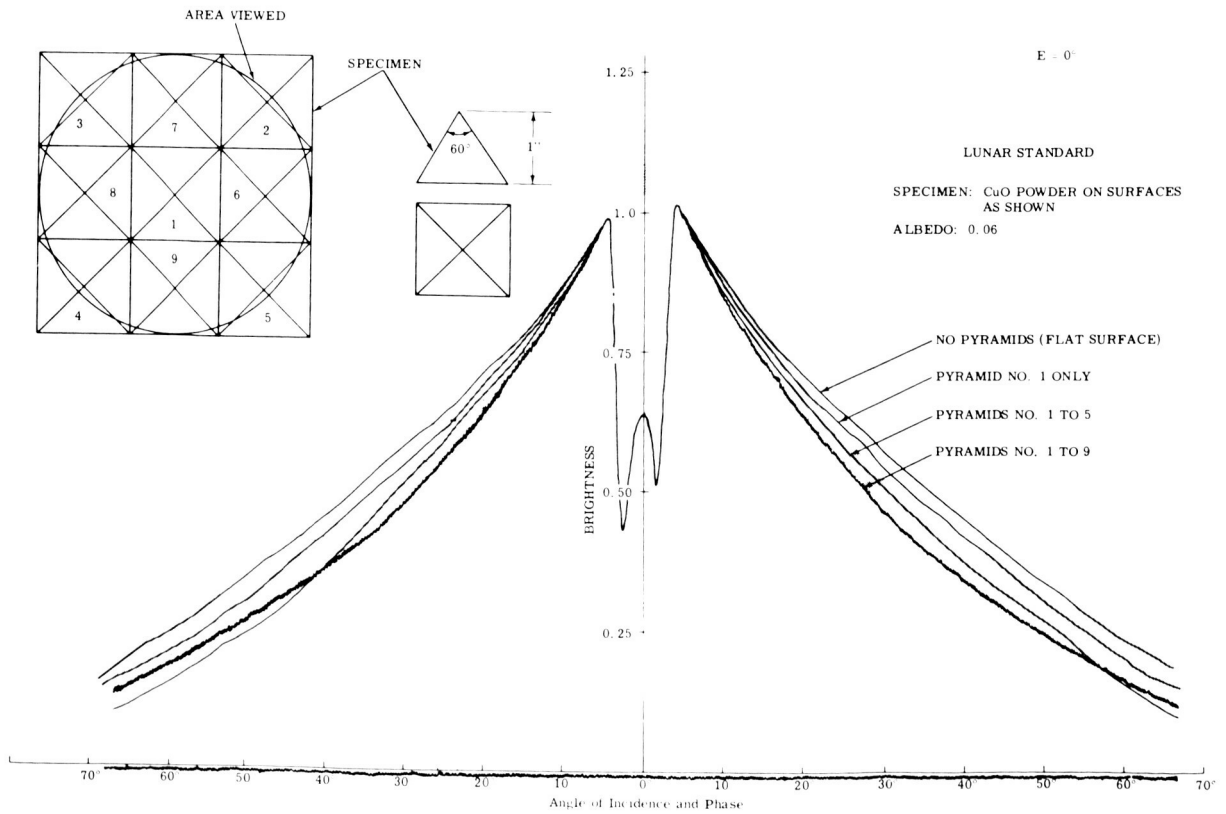 AREA VIEWED
SPECIMEN
3
7
2
8
6
1
9
4
5
60°
1"
E = 0°
LUNAR STANDARD
SPECIMEN: CuO POWDER ON SURFACES
AS SHOWN
ALBEDO: 0.06
NO PYRAMIDS (FLAT SURFACE)
PYRAMID NO. 1 ONLY
PYRAMIDS NO. 1 TO 5
PYRAMIDS NO. 1 TO 9
BRIGHTNESS
1.25
1.0
0.75
0.50
0.25
70° 60 50 40 30 20 10 0 10° 20° 30° 40° 50° 60° 70°
Angle of Incidence and Phase